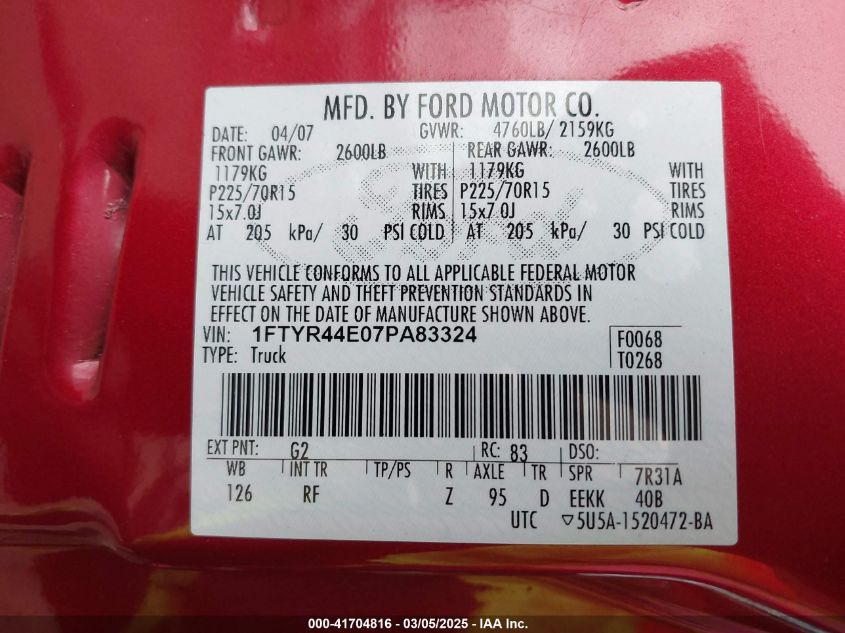 MFD. BY FORD MOTOR CO.
DATE: 04/07 GVWR: 4760LB/ 2159KG
FRONT GAWR: 2600LB REAR GAWR: 2600LB
1179KG WITH 1179KG WITH
P225/70R15 TIRES P225/70R15 TIRES
15x7.0J RIMS 15x7.0J RIMS
AT 205 kPa/ 30 PSI COLD AT 205 kPa/ 30 PSI COLD
THIS VEHICLE CONFORMS TO ALL APPLICABLE FEDERAL MOTOR
VEHICLE SAFETY AND THEFT PREVENTION STANDARDS IN
EFFECT ON THE DATE OF MANUFACTURE SHOWN ABOVE.
VIN: 1FTYR44E07PA83324 F0068
TYPE: Truck T0268
EXT PNT: G2 RC: 83 DSO:
WB INT TR TP/PS R AXLE TR SPR 7R31A
126 RF Z 95 D EEKK 40B
UTC ▽5U5A-1520472-BA
000-41704816 — 03/05/2025 — IAA Inc.